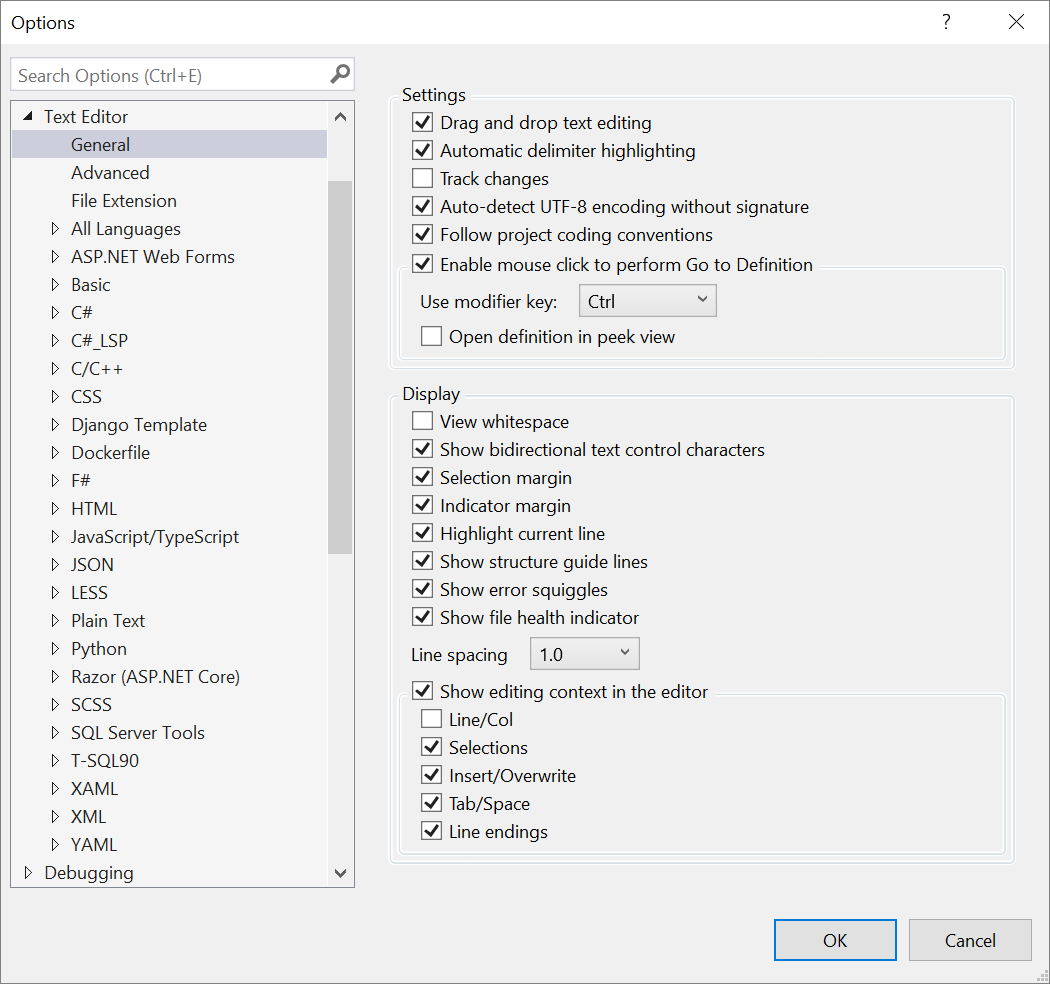 Options
?
Search Options (Ctrl+E)
Text Editor
General
Advanced
File Extension
All Languages
ASP.NET Web Forms
Basic
C#
C#_LSP
C/C++
CSS
Django Template
Dockerfile
F#
HTML
JavaScript/TypeScript
JSON
LESS
Plain Text
Python
Razor (ASP.NET Core)
SCSS
SQL Server Tools
T-SQL90
XAML
XML
YAML
Debugging
Settings
Drag and drop text editing
Automatic delimiter highlighting
Track changes
Auto-detect UTF-8 encoding without signature
Follow project coding conventions
Enable mouse click to perform Go to Definition
Use modifier key: Ctrl
Open definition in peek view
Display
View whitespace
Show bidirectional text control characters
Selection margin
Indicator margin
Highlight current line
Show structure guide lines
Show error squiggles
Show file health indicator
Line spacing 1.0
Show editing context in the editor
Line/Col
Selections
Insert/Overwrite
Tab/Space
Line endings
OK Cancel